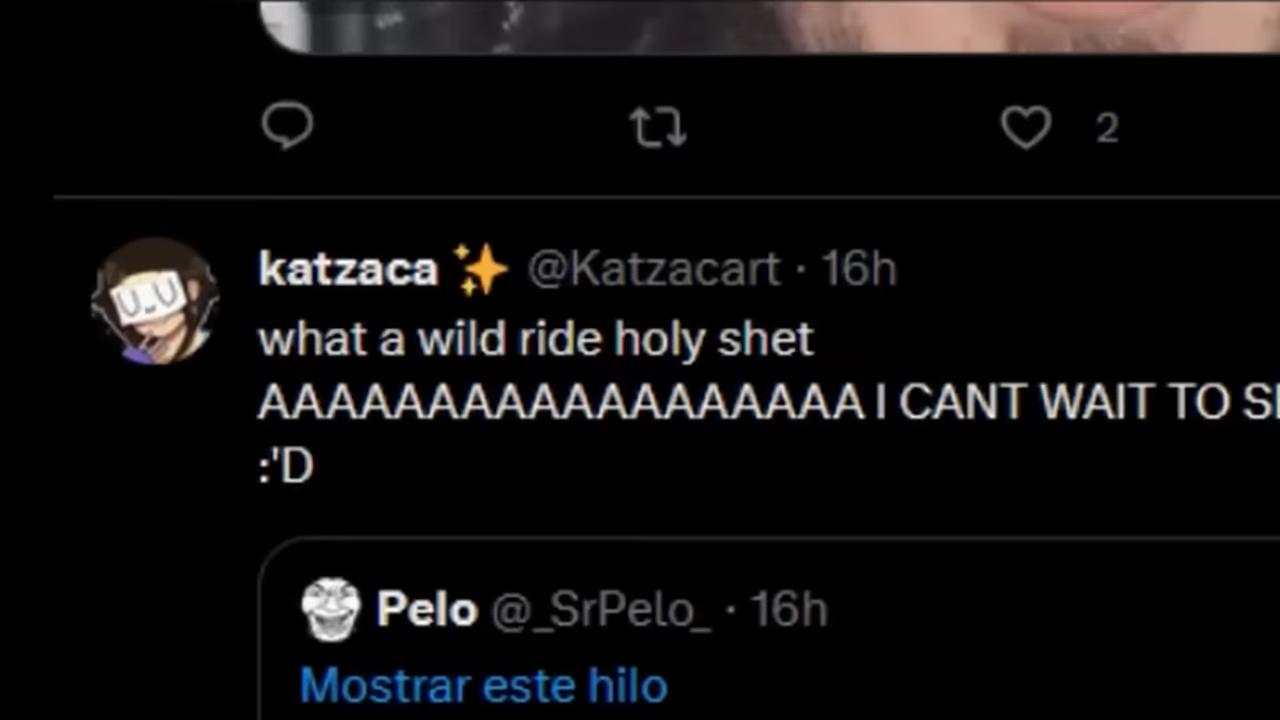 2
katzaca ✨ @Katzacart · 16h
what a wild ride holy shet
AAAAAAAAAAAAAAAAAA I CANT WAIT TO
:'D
Pelo @_SrPelo_ · 16h
Mostrar este hilo